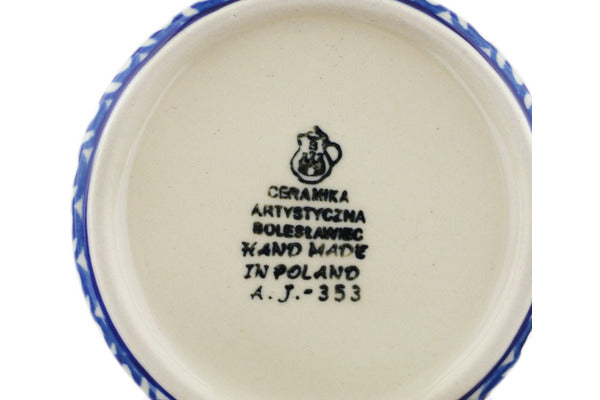 CERAMIKA
ARTYSTYCZNA
BOLESŁAWIEC
HAND MADE
IN POLAND
A.J.-353